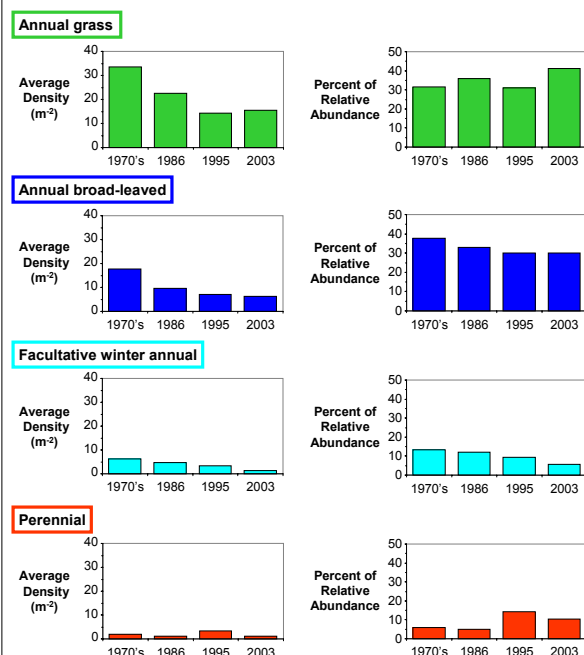 Annual grass
Average
Density
(m-2)
40
30
20
10
0
1970's 1986 1995 2003
Percent of
Relative
Abundance
50
40
30
20
10
0
1970's 1986 1995 2003
Annual broad-leaved
Average
Density
(m-2)
40
30
20
10
0
1970's 1986 1995 2003
Percent of
Relative
Abundance
50
40
30
20
10
0
1970's 1986 1995 2003
Facultative winter annual
Average
Density
(m-2)
40
30
20
10
0
1970's 1986 1995 2003
Percent of
Relative
Abundance
50
40
30
20
10
0
1970's 1986 1995 2003
Perennial
Average
Density
(m-2)
40
30
20
10
0
1970's 1986 1995 2003
Percent of
Relative
Abundance
50
40
30
20
10
0
1970's 1986 1995 2003